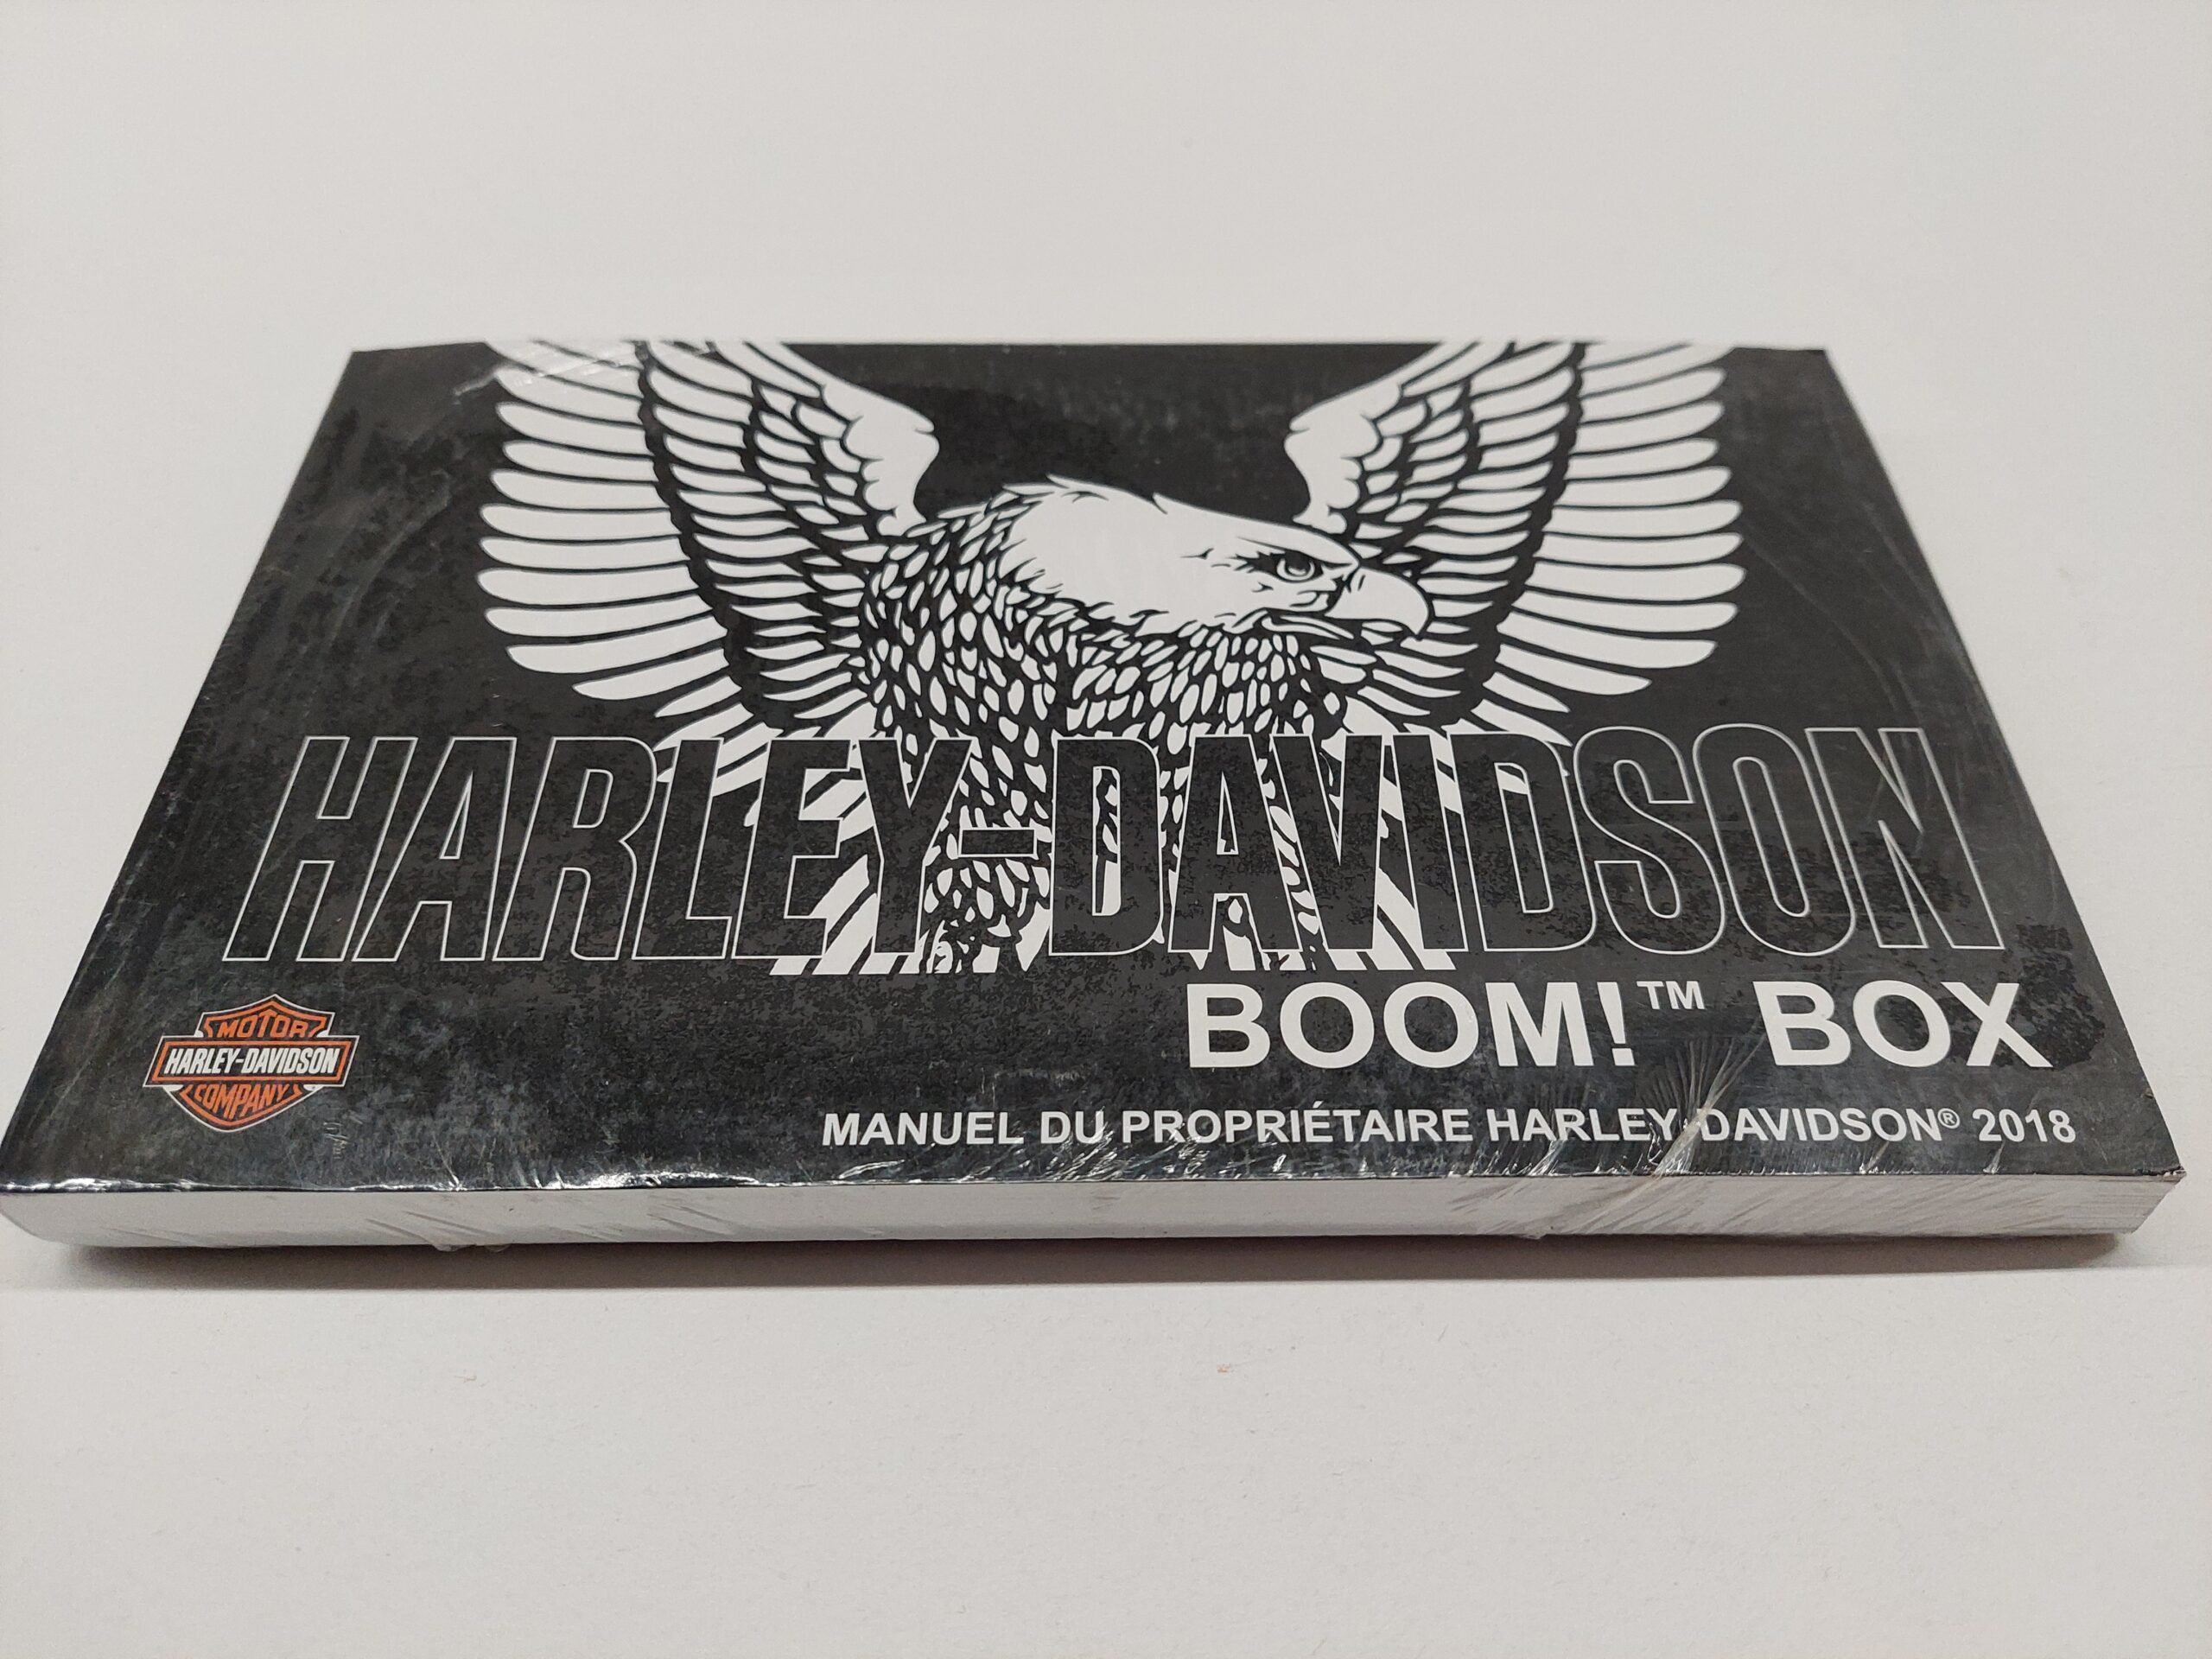 HARLEY-DAVIDSON
BOOM!™ BOX
MOTOR
HARLEY-DAVIDSON
COMPANY
MANUEL DU PROPRIÉTAIRE HARLEY-DAVIDSON® 2018